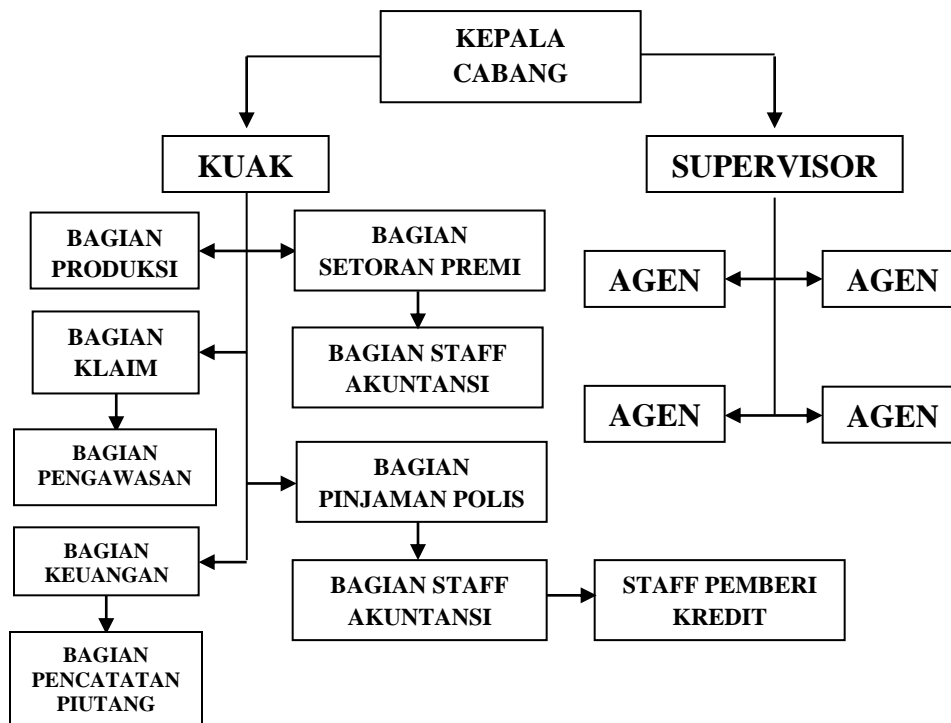 KEPALA
CABANG
KUAK
SUPERVISOR
BAGIAN
PRODUKSI
BAGIAN
SETORAN PREMI
AGEN
AGEN
BAGIAN
KLAIM
BAGIAN STAFF
AKUNTANSI
AGEN
AGEN
BAGIAN
PENGAWASAN
BAGIAN
PINJAMAN POLIS
BAGIAN
KEUANGAN
BAGIAN STAFF
AKUNTANSI
STAFF PEMBERI
KREDIT
BAGIAN
PENCATATAN
PIUTANG